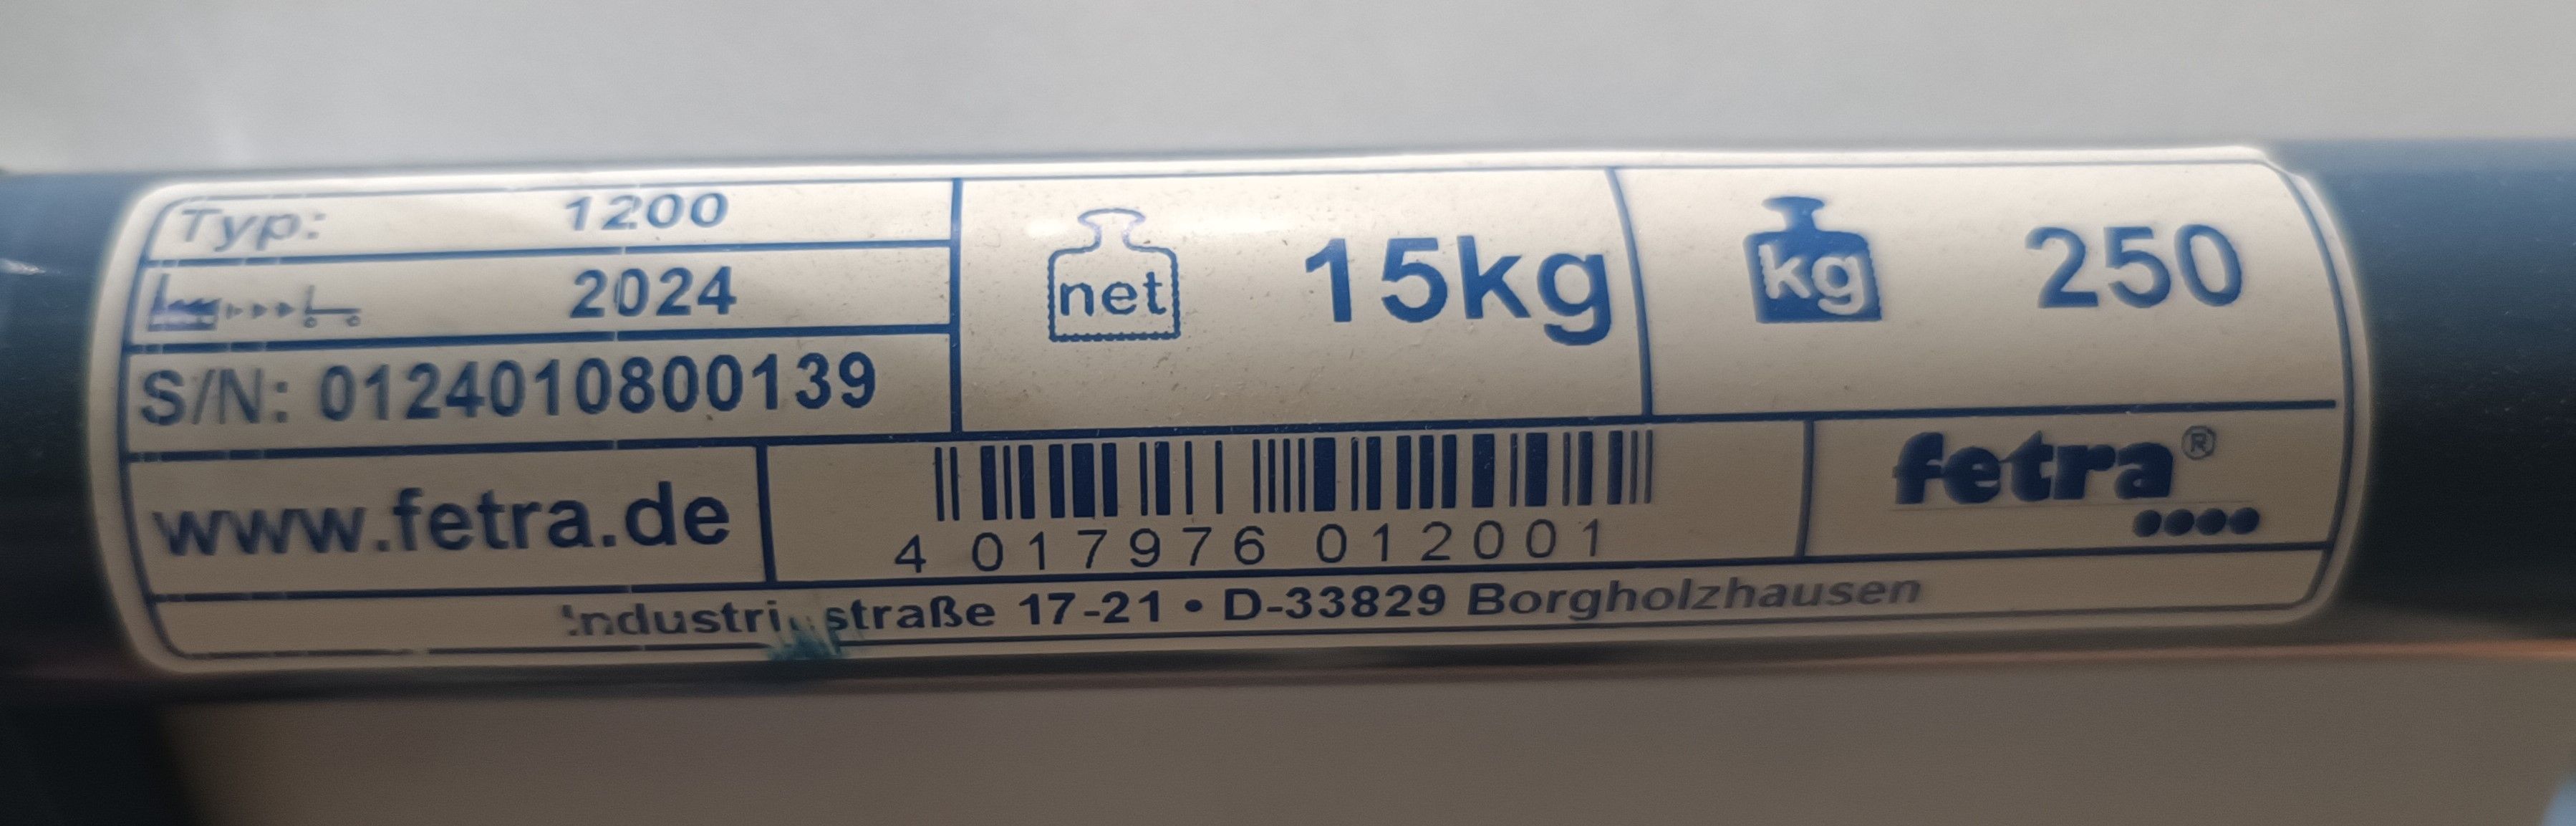 Typ: 1200
2024
S/N: 0124010800139
net 15kg
kg 250
www.fetra.de
4 017976 012001
fetra®
straße 17-21 • D-33829 Borgholzhausen